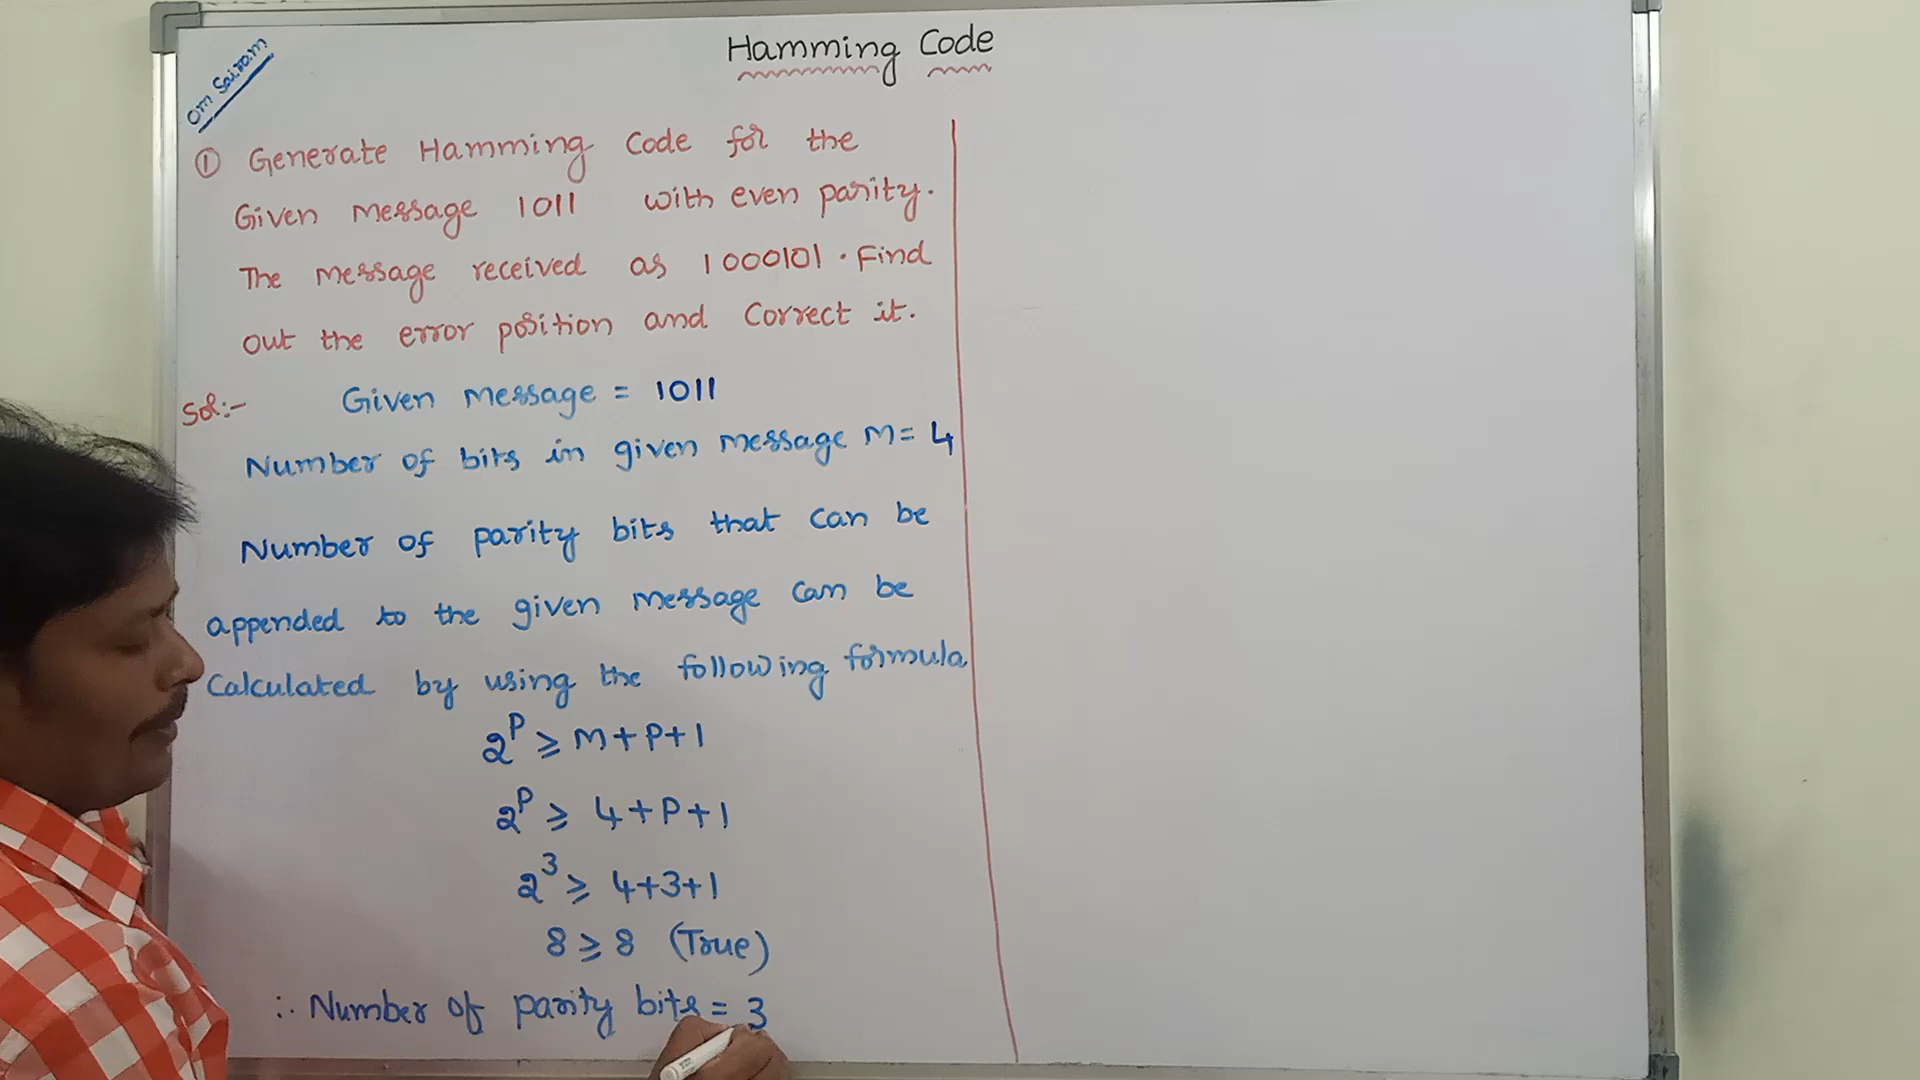 Hamming Code
Om Sairam
① Generate Hamming Code for the
Given message 1011 with even parity.
The message received as 1000101. Find
out the error position and Correct it.
Sol:- Given message = 1011
Number of bits in given message m = 4
Number of parity bits that can be
appended to the given message can be
Calculated by using the following formula
2^P ≥ m + P + 1
2^P ≥ 4 + P + 1
2^3 ≥ 4+3+1
8 ≥ 8 (True)
∴ Number of parity bits = 3